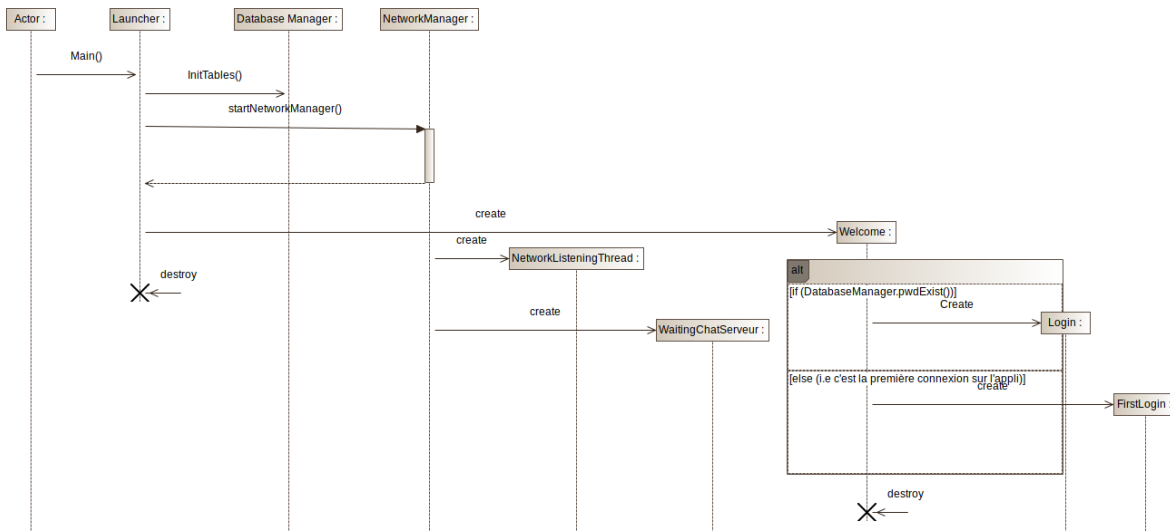 Actor :
Launcher :
Database Manager :
NetworkManager :
Main()
InitTables()
startNetworkManager()
create
Welcome :
create
NetworkListeningThread :
destroy
alt
[if (DatabaseManager.pwdExist())]
Create
Login :
create
WaitingChatServeur :
[else (i.e c'est la première connexion sur l'appli)]
create
FirstLogin :
destroy